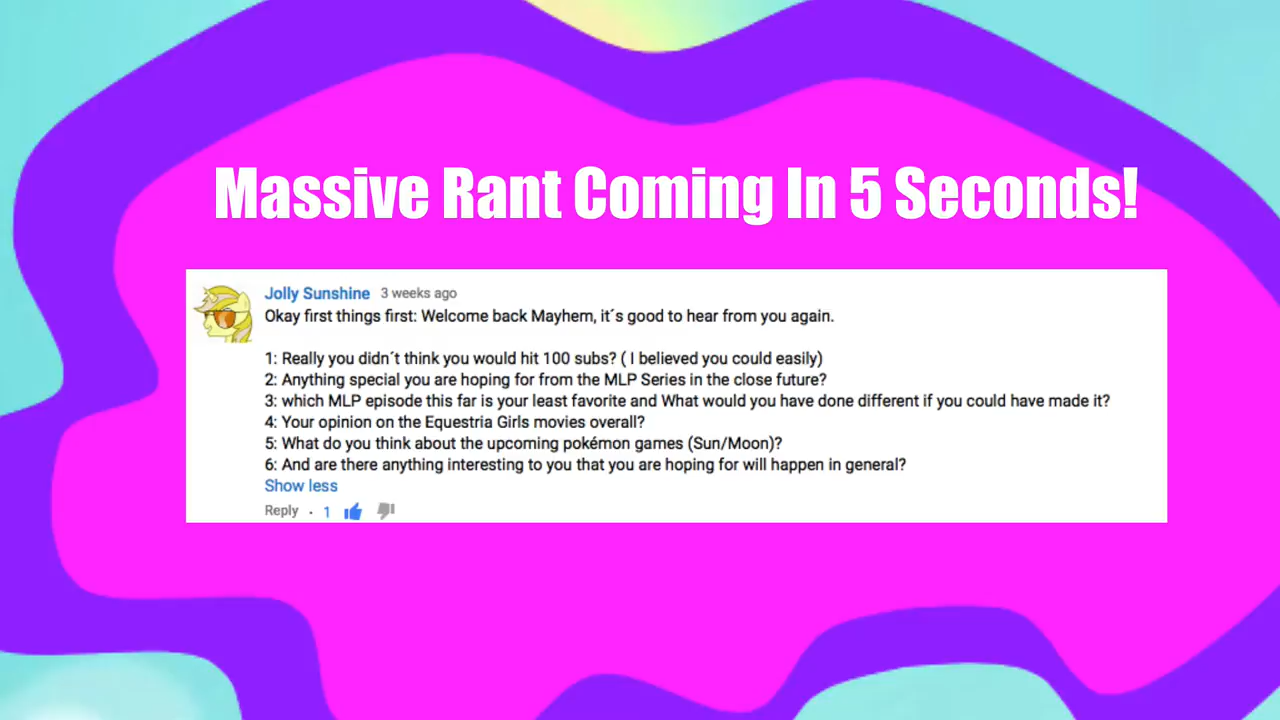 Massive Rant Coming In 5 Seconds!
Jolly Sunshine 3 weeks ago
Okay first things first: Welcome back Mayhem, it´s good to hear from you again.
1: Really you didn´t think you would hit 100 subs? ( I believed you could easily)
2: Anything special you are hoping for from the MLP Series in the close future?
3: which MLP episode this far is your least favorite and What would you have done different if you could have made it?
4: Your opinion on the Equestria Girls movies overall?
5: What do you think about the upcoming pokémon games (Sun/Moon)?
6: And are there anything interesting to you that you are hoping for will happen in general?
Show less
Reply · 1